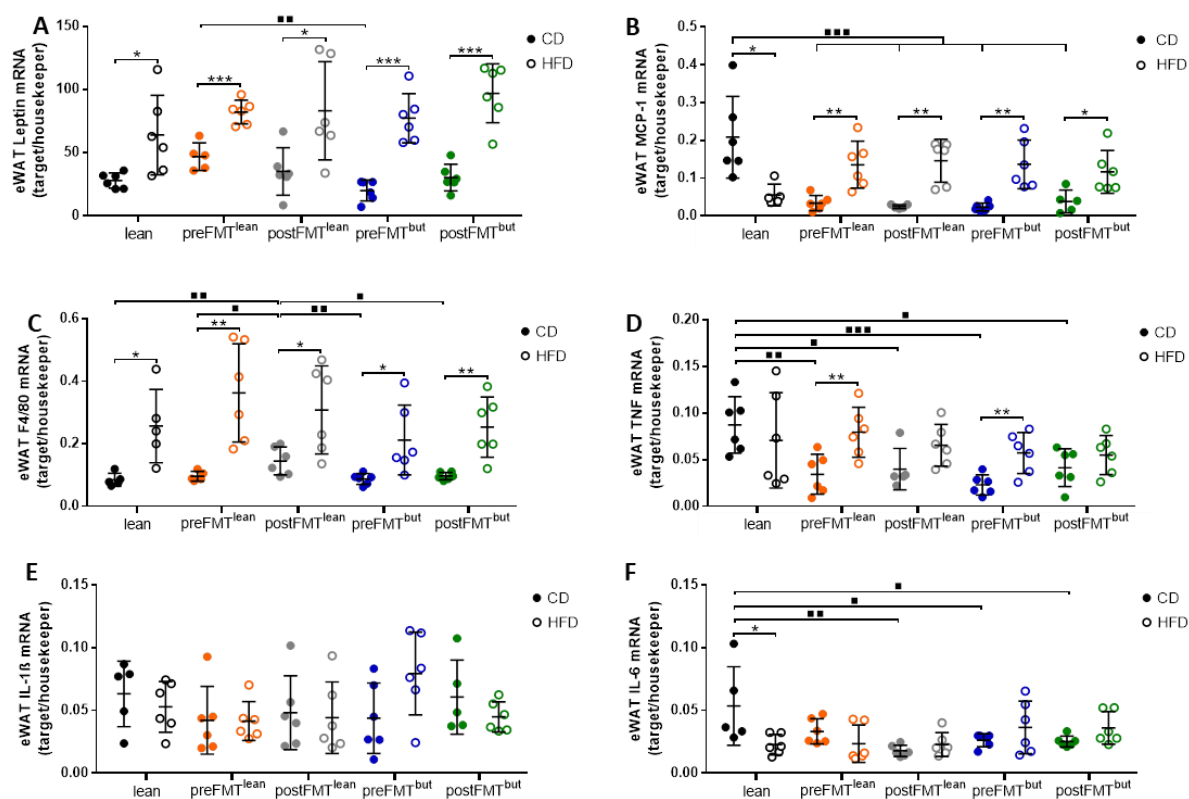 A
eWAT Leptin mRNA
(target/housekeeper)
150
100
50
0
■■
*
***
*
***
***
CD
HFD
lean
preFMTlean
postFMTlean
preFMTbut
postFMTbut
B
eWAT MCP-1 mRNA
(target/housekeeper)
0.5
0.4
0.3
0.2
0.1
0.0
■■■
*
**
**
**
*
CD
HFD
lean
preFMTlean
postFMTlean
preFMTbut
postFMTbut
C
eWAT F4/80 mRNA
(target/housekeeper)
0.6
0.4
0.2
0.0
■■
■
■
■■
*
**
*
*
**
CD
HFD
lean
preFMTlean
postFMTlean
preFMTbut
postFMTbut
D
eWAT TNF mRNA
(target/housekeeper)
0.20
0.15
0.10
0.05
0.00
■
■■■
■
■■
**
**
CD
HFD
lean
preFMTlean
postFMTlean
preFMTbut
postFMTbut
E
eWAT IL-1ß mRNA
(target/housekeeper)
0.15
0.10
0.05
0.00
CD
HFD
lean
preFMTlean
postFMTlean
preFMTbut
postFMTbut
F
eWAT IL-6 mRNA
(target/housekeeper)
0.15
0.10
0.05
0.00
■
■
■■
*
CD
HFD
lean
preFMTlean
postFMTlean
preFMTbut
postFMTbut